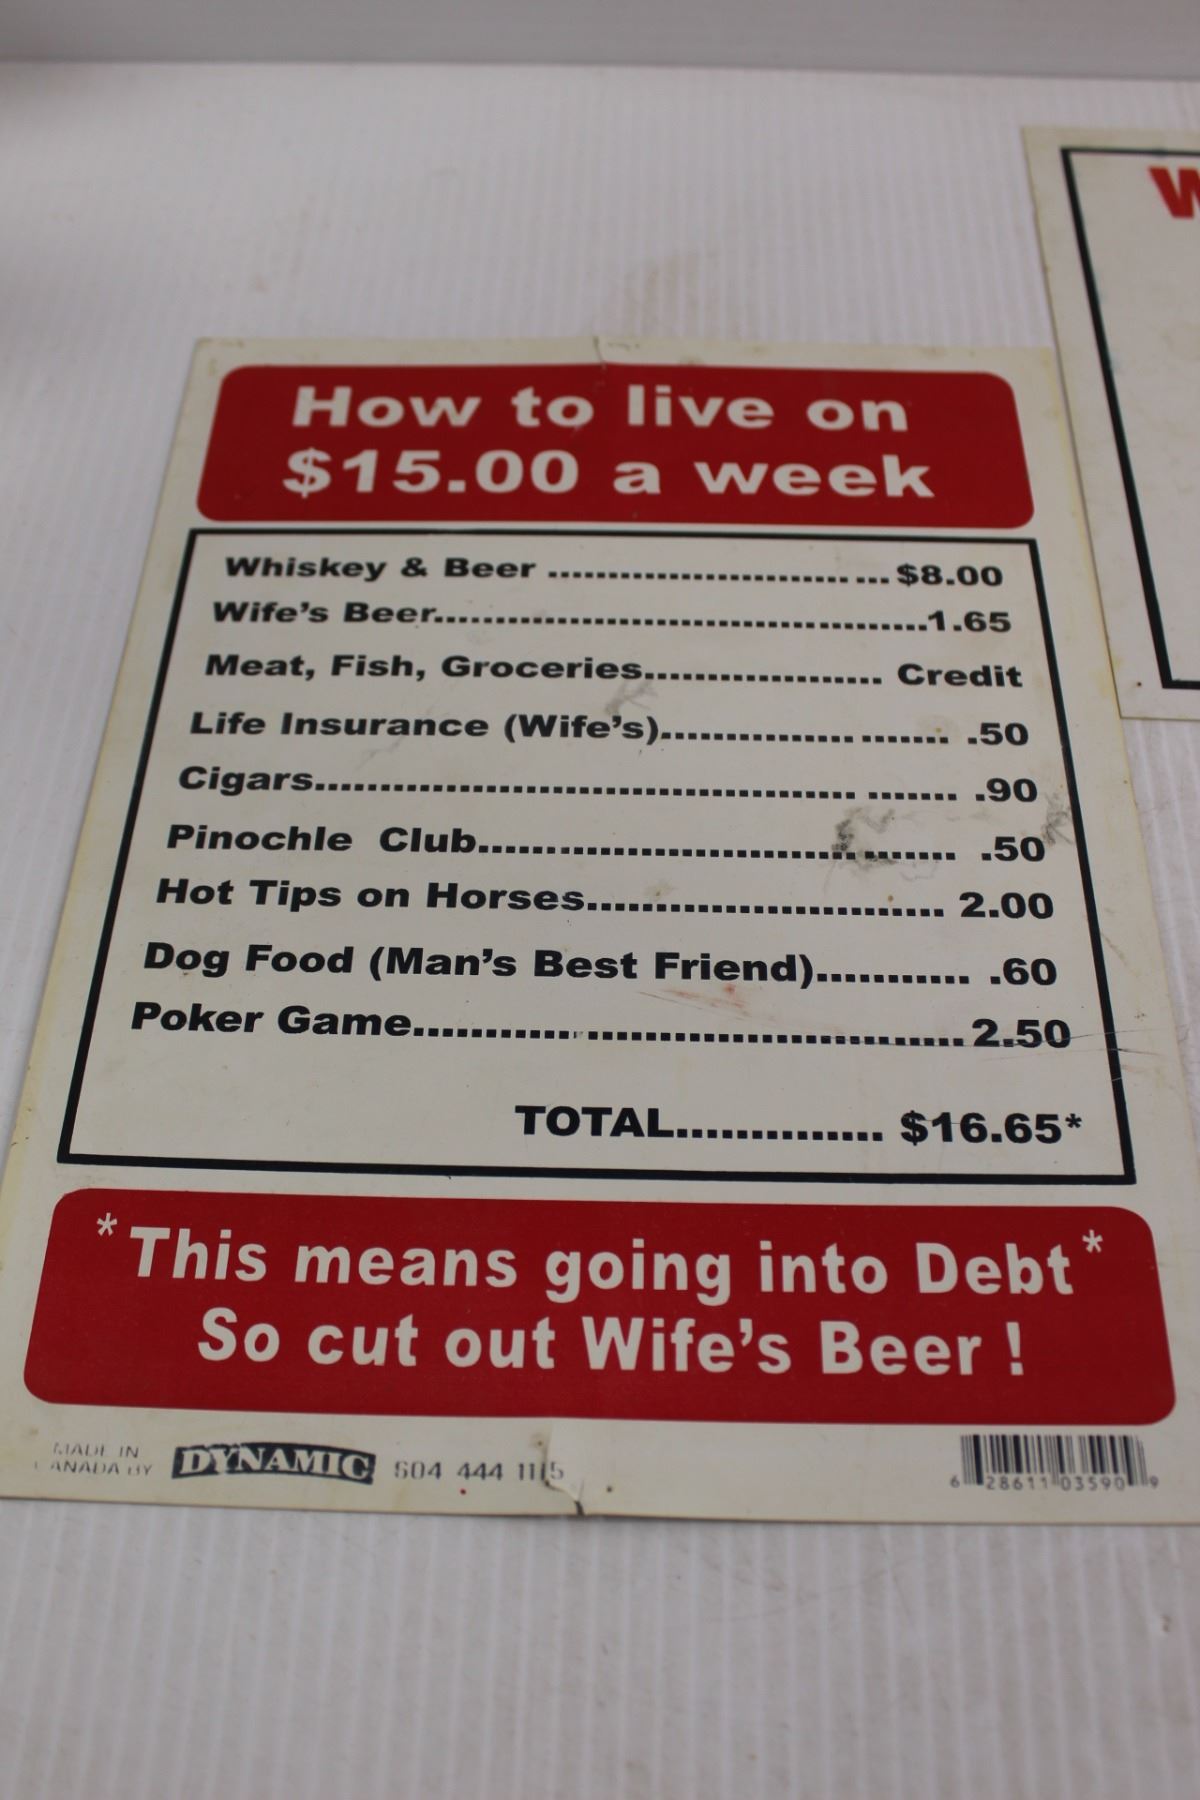 How to live on
$15.00 a week
Whiskey & Beer ............................ $8.00
Wife's Beer.......................................1.65
Meat, Fish, Groceries................... Credit
Life Insurance (Wife's)...................... .50
Cigars................................................ .90
Pinochle Club..................................... .50
Hot Tips on Horses.......................... 2.00
Dog Food (Man's Best Friend)........... .60
Poker Game........................................2.50
TOTAL............... $16.65*
*This means going into Debt*
So cut out Wife's Beer !
MADE IN
CANADA BY
DYNAMIC 604 444 1115
6 28611 03590 9
W